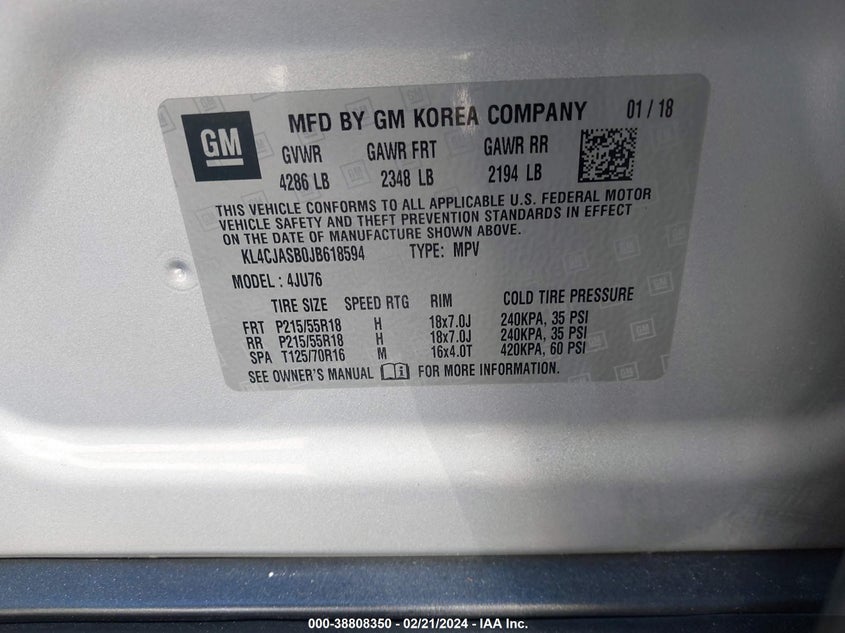 GM
MFD BY GM KOREA COMPANY 01 / 18
GVWR GAWR FRT GAWR RR
4286 LB 2348 LB 2194 LB
THIS VEHICLE CONFORMS TO ALL APPLICABLE U.S. FEDERAL MOTOR
VEHICLE SAFETY AND THEFT PREVENTION STANDARDS IN EFFECT
ON THE DATE OF MANUFACTURE SHOWN ABOVE.
KL4CJASB0JB618594 TYPE: MPV
MODEL : 4JU76
TIRE SIZE SPEED RTG RIM COLD TIRE PRESSURE
FRT P215/55R18 H 18x7.0J 240KPA, 35 PSI
RR P215/55R18 H 18x7.0J 240KPA, 35 PSI
SPA T125/70R16 M 16x4.0T 420KPA, 60 PSI
SEE OWNER'S MANUAL FOR MORE INFORMATION.
000-38808350 - 02/21/2024 - IAA Inc.